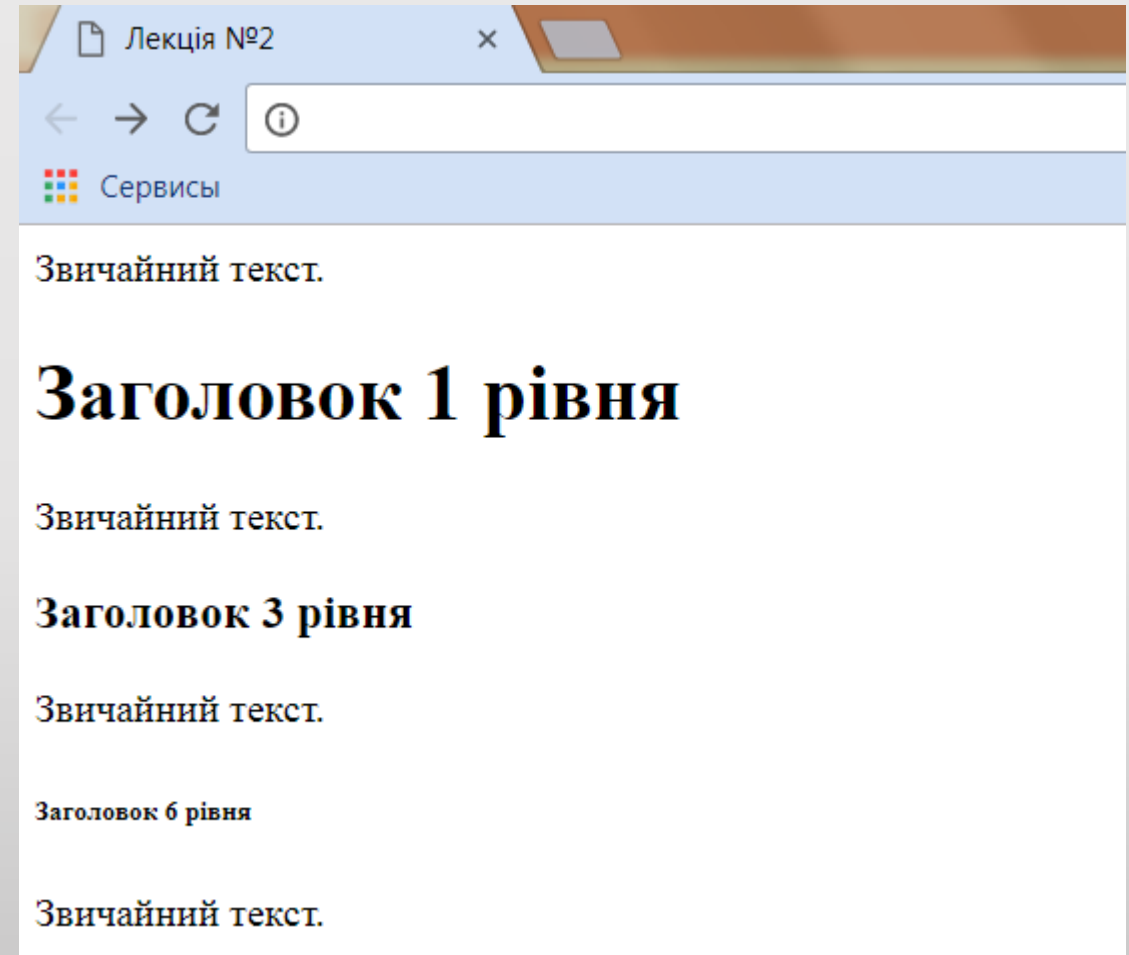 Лекція №2
Сервисы
Звичайний текст.
Заголовок 1 рівня
Звичайний текст.
Заголовок 3 рівня
Звичайний текст.
Заголовок 6 рівня
Звичайний текст.